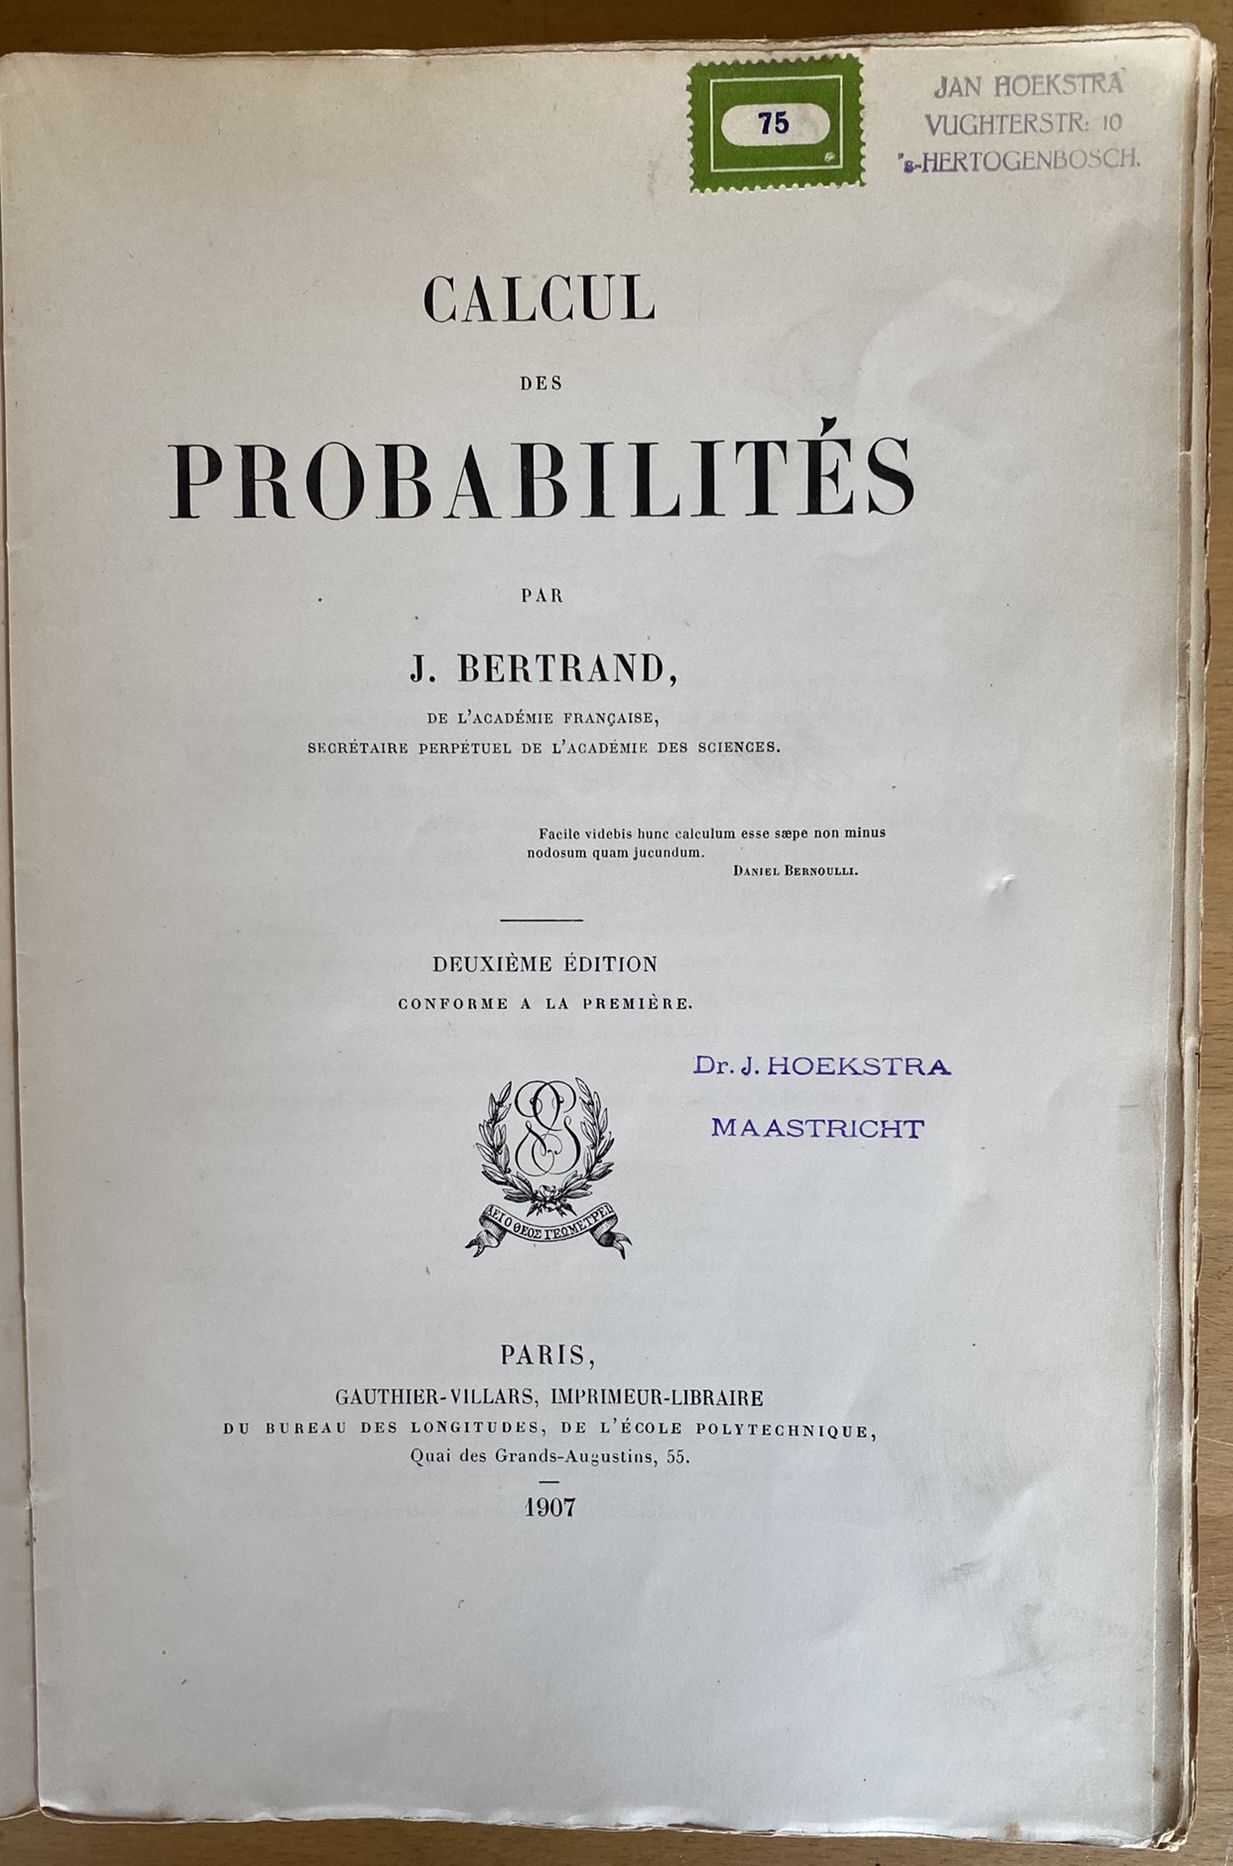 75
JAN HOEKSTRA
VUGHTERSTR: 10
's-HERTOGENBOSCH.
CALCUL
DES
PROBABILITÉS
PAR
J. BERTRAND,
DE L'ACADÉMIE FRANÇAISE,
SECRÉTAIRE PERPÉTUEL DE L'ACADÉMIE DES SCIENCES.
Facile videbis hunc calculum esse sæpe non minus
nodosum quam jucundum.
DANIEL BERNOULLI.
DEUXIÈME ÉDITION
CONFORME A LA PREMIÈRE.
Dr. J. HOEKSTRA
MAASTRICHT
ΑΕΙ Ο ΘΕΟΣ ΓΕΩΜΕΤΡΕΙ
PARIS,
GAUTHIER-VILLARS, IMPRIMEUR-LIBRAIRE
DU BUREAU DES LONGITUDES, DE L'ÉCOLE POLYTECHNIQUE,
Quai des Grands-Augustins, 55.
1907